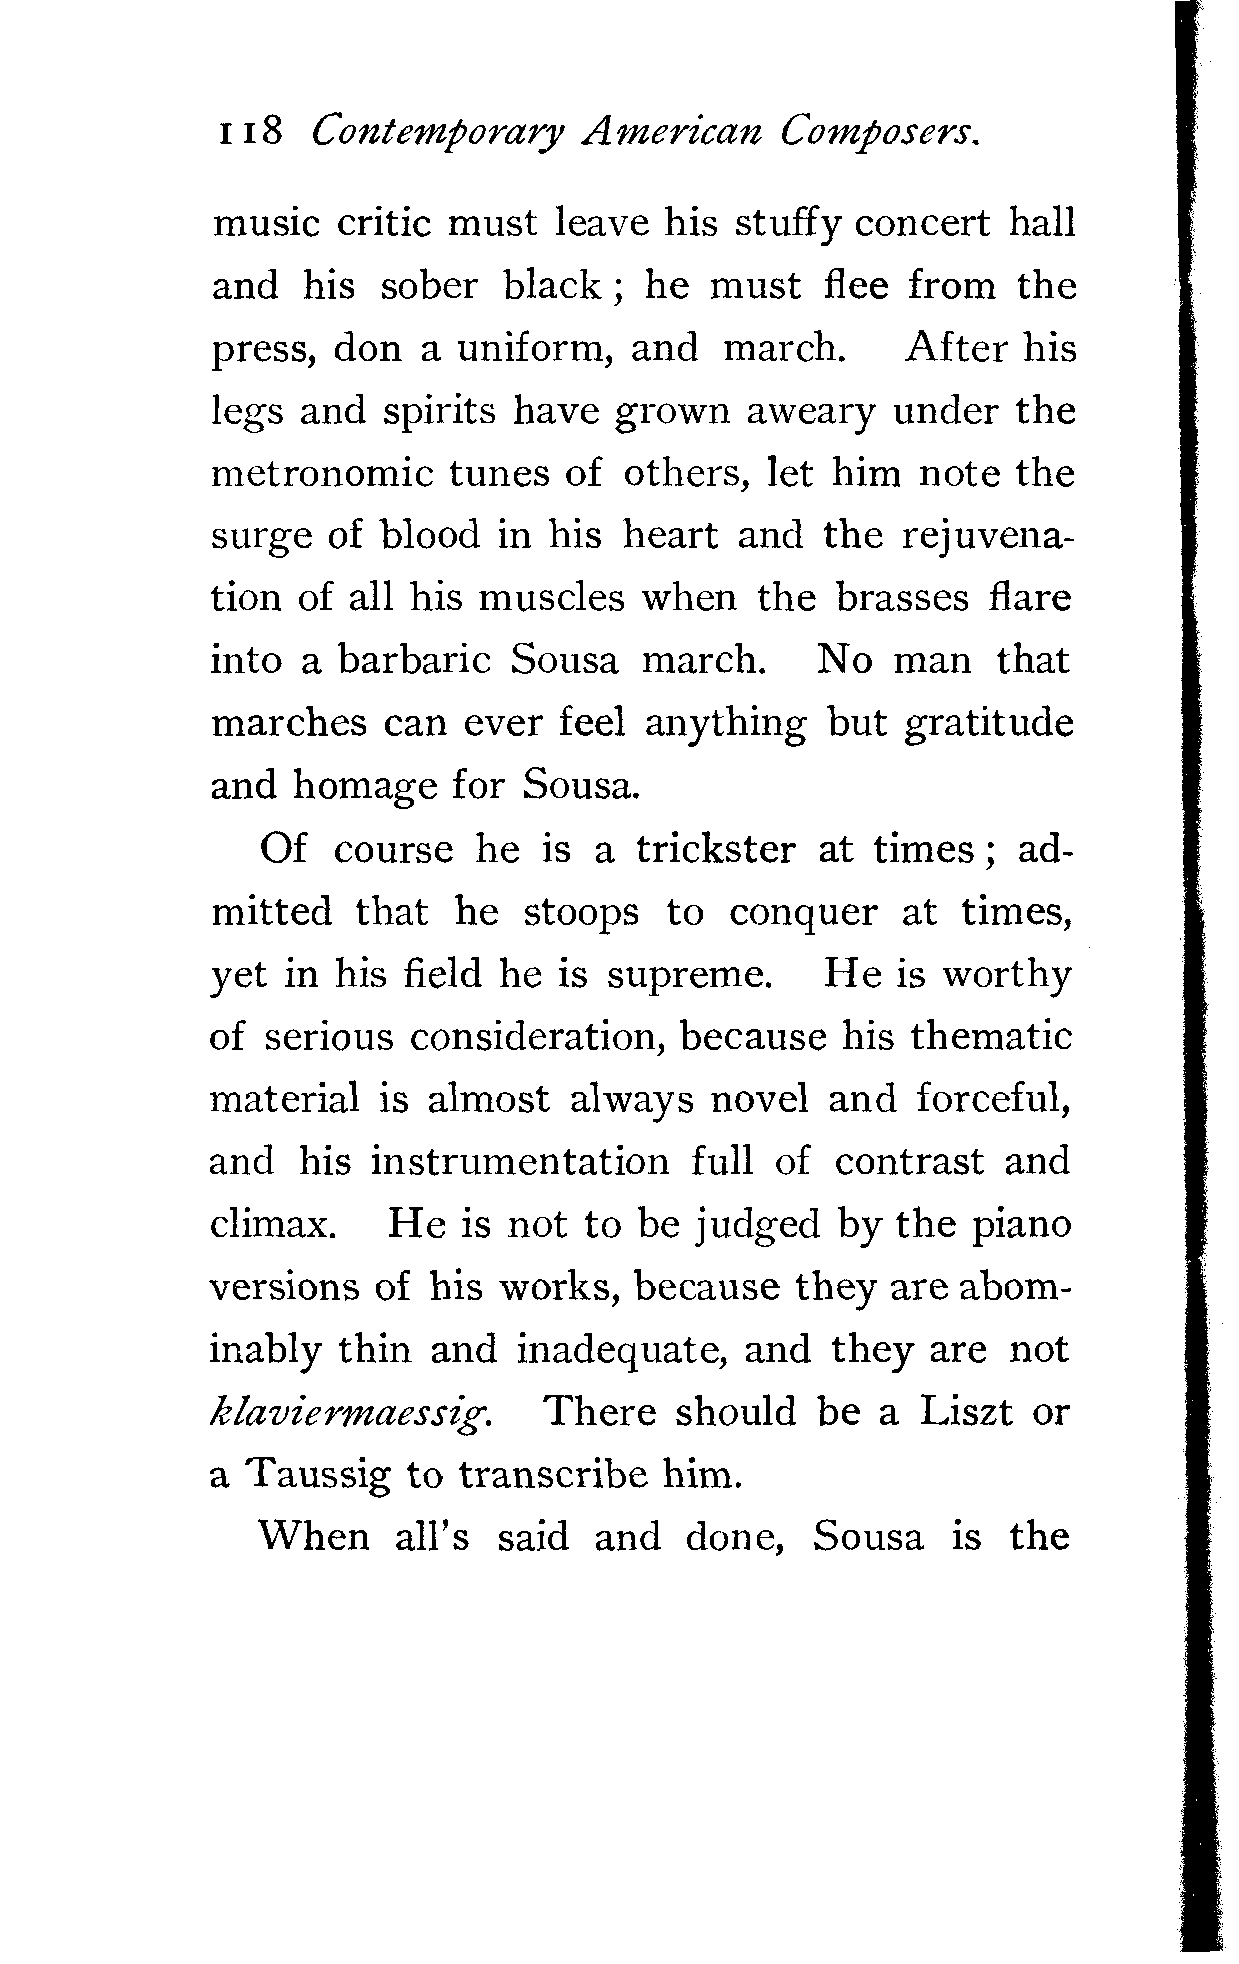 118 Contemporary American Composers.
music critic must leave his stuffy concert hall
and his sober black ; he must flee from the
press, don a uniform, and march. After his
legs and spirits have grown aweary under the
metronomic tunes of others, let him note the
surge of blood in his heart and the rejuvena-
tion of all his muscles when the brasses flare
into a barbaric Sousa march. No man that
marches can ever feel anything but gratitude
and homage for Sousa.
Of course he is a trickster at times ; ad-
mitted that he stoops to conquer at times,
yet in his field he is supreme. He is worthy
of serious consideration, because his thematic
material is almost always novel and forceful,
and his instrumentation full of contrast and
climax. He is not to be judged by the piano
versions of his works, because they are abom-
inably thin and inadequate, and they are not
klaviermaessig. There should be a Liszt or
a Taussig to transcribe him.
When all's said and done, Sousa is the